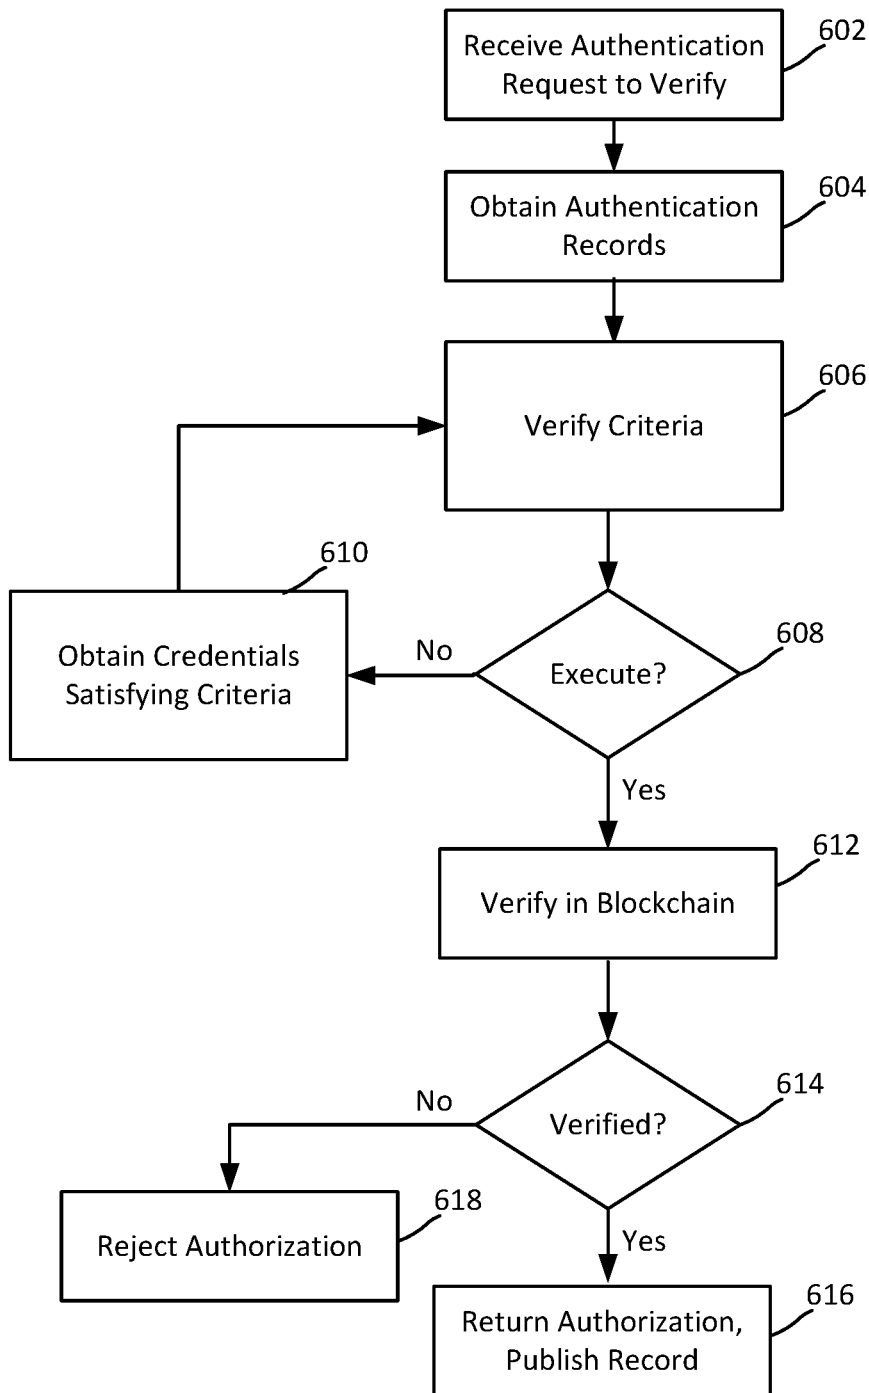 602
Receive Authentication
Request to Verify
604
Obtain Authentication
Records
606
Verify Criteria
610
608
No
Execute?
Obtain Credentials
Satisfying Criteria
Yes
612
Verify in Blockchain
614
No
Verified?
618
Reject Authorization
Yes
616
Return Authorization,
Publish Record